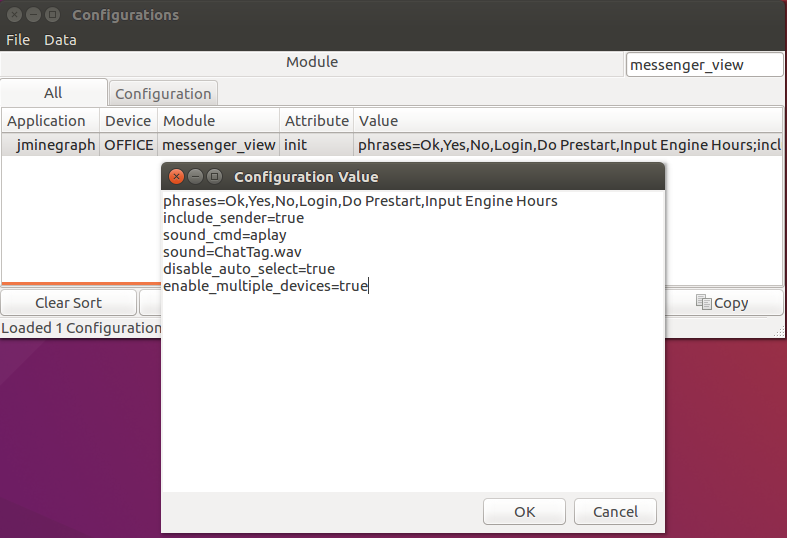 Configurations
File Data
Module messenger_view
All Configuration
Application Device Module Attribute Value
jminegraph OFFICE messenger_view init phrases=Ok,Yes,No,Login,Do Prestart,Input Engine Hours;incl
Configuration Value
phrases=Ok,Yes,No,Login,Do Prestart,Input Engine Hours
include_sender=true
sound_cmd=aplay
sound=ChatTag.wav
disable_auto_select=true
enable_multiple_devices=true
Clear Sort Copy
Loaded 1 Configuration
OK Cancel